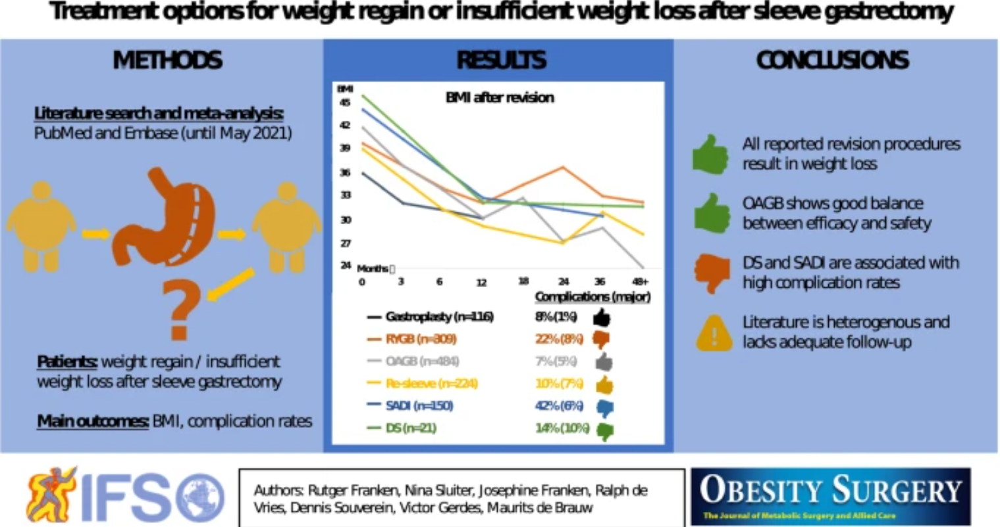 Treatment options for weight regain or insufficient weight loss after sleeve gastrectomy
METHODS
Literature search and meta-analysis:
PubMed and Embase (until May 2021)
?
Patients: weight regain / insufficient
weight loss after sleeve gastrectomy
Main outcomes: BMI, complication rates
RESULTS
BMI after revision
BMI
45
42
39
36
33
30
27
24
Months
0 3 6 12 18 24 36 48+
Complications (major)
Gastroplasty (n=116) 8% (1%)
RYGB (n=309) 22% (8%)
OAGB (n=484) 7% (5%)
Re-sleeve (n=224) 10% (7%)
SADI (n=150) 42% (6%)
DS (n=21) 14% (10%)
CONCLUSIONS
All reported revision procedures
result in weight loss
OAGB shows good balance
between efficacy and safety
DS and SADI are associated with
high complication rates
!
Literature is heterogenous and
lacks adequate follow-up
IFSO
Authors: Rutger Franken, Nina Sluiter, Josephine Franken, Ralph de
Vries, Dennis Souverein, Victor Gerdes, Maurits de Brauw
OBESITY SURGERY
The Journal of Metabolic Surgery and Allied Care